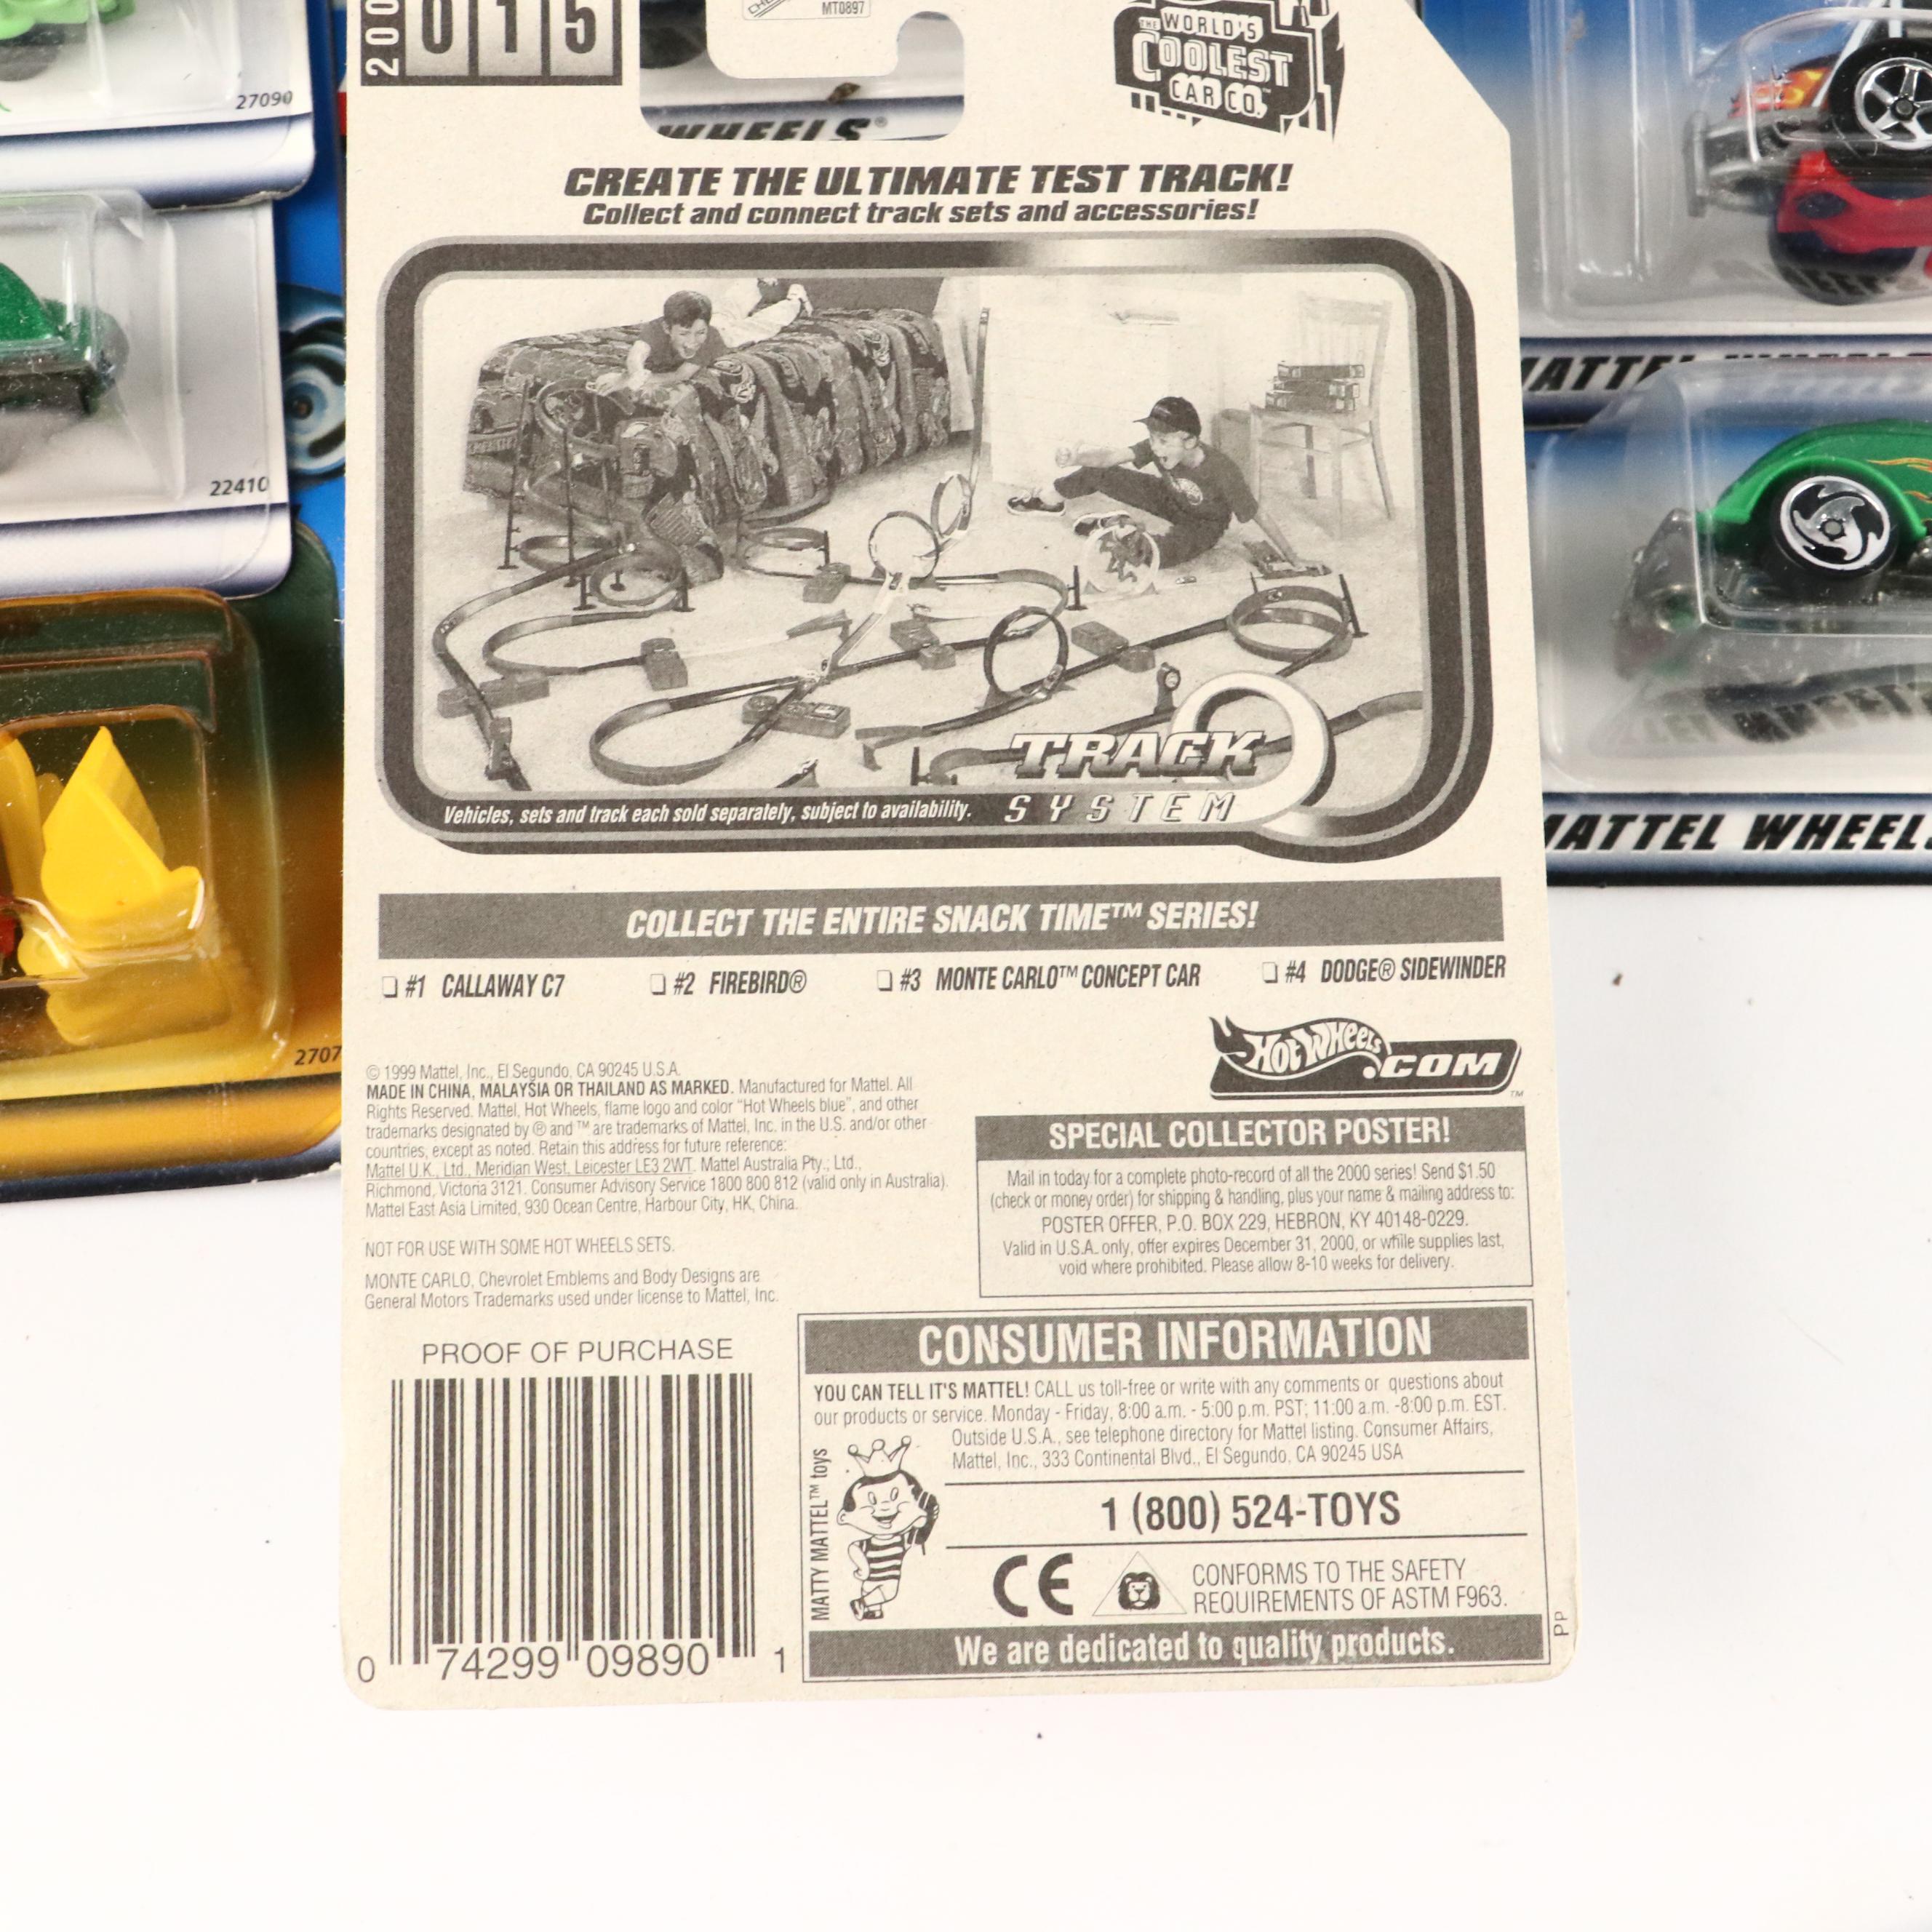 200
015
MT0897
THE WORLD'S
COOLEST
CAR CO.™
WHEELS®
27090
CREATE THE ULTIMATE TEST TRACK!
Collect and connect track sets and accessories!
22410
TRACK
SYSTEM
Vehicles, sets and track each sold separately, subject to availability.
MATTEL WHEELS
COLLECT THE ENTIRE SNACK TIME™ SERIES!
❏ #1 CALLAWAY C7
❏ #2 FIREBIRD®
❏ #3 MONTE CARLO™ CONCEPT CAR
❏ #4 DODGE® SIDEWINDER
2707
Hot Wheels.COM™
© 1999 Mattel, Inc., El Segundo, CA 90245 U.S.A.
MADE IN CHINA, MALAYSIA OR THAILAND AS MARKED. Manufactured for Mattel. All
Rights Reserved. Mattel, Hot Wheels, flame logo and color "Hot Wheels blue", and other
trademarks designated by ® and ™ are trademarks of Mattel, Inc. in the U.S. and/or other
countries, except as noted. Retain this address for future reference:
Mattel U.K., Ltd., Meridian West, Leicester LE3 2WT. Mattel Australia Pty.; Ltd.,
Richmond, Victoria 3121. Consumer Advisory Service 1800 800 812 (valid only in Australia).
Mattel East Asia Limited, 930 Ocean Centre, Harbour City, HK, China.
NOT FOR USE WITH SOME HOT WHEELS SETS.
MONTE CARLO, Chevrolet Emblems and Body Designs are
General Motors Trademarks used under license to Mattel, Inc.
SPECIAL COLLECTOR POSTER!
Mail in today for a complete photo-record of all the 2000 series! Send $1.50
(check or money order) for shipping & handling, plus your name & mailing address to:
POSTER OFFER, P.O. BOX 229, HEBRON, KY 40148-0229.
Valid in U.S.A. only, offer expires December 31, 2000, or while supplies last,
void where prohibited. Please allow 8-10 weeks for delivery.
PROOF OF PURCHASE
0 74299 09890 1
CONSUMER INFORMATION
YOU CAN TELL IT'S MATTEL! CALL us toll-free or write with any comments or questions about
our products or service. Monday - Friday, 8:00 a.m. - 5:00 p.m. PST; 11:00 a.m. -8:00 p.m. EST.
Outside U.S.A., see telephone directory for Mattel listing. Consumer Affairs,
Mattel, Inc., 333 Continental Blvd., El Segundo, CA 90245 USA
MATTY MATTEL™ toys
1 (800) 524-TOYS
CE
CONFORMS TO THE SAFETY
REQUIREMENTS OF ASTM F963.
We are dedicated to quality products.
PP